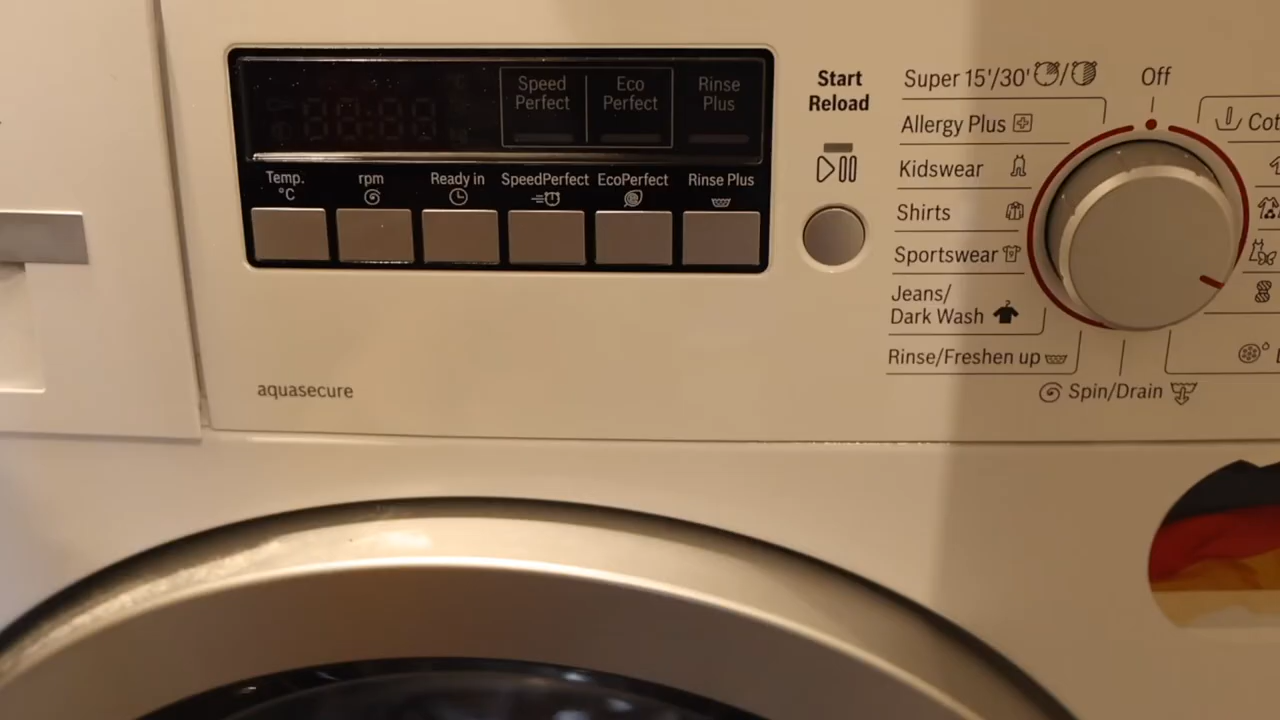 Speed Perfect
Eco Perfect
Rinse Plus
Temp. °C
rpm
Ready in
SpeedPerfect
EcoPerfect
Rinse Plus
Start
Reload
Super 15'/30'
Allergy Plus
Kidswear
Shirts
Sportswear
Jeans/
Dark Wash
Rinse/Freshen up
Spin/Drain
Off
Cot
aquasecure